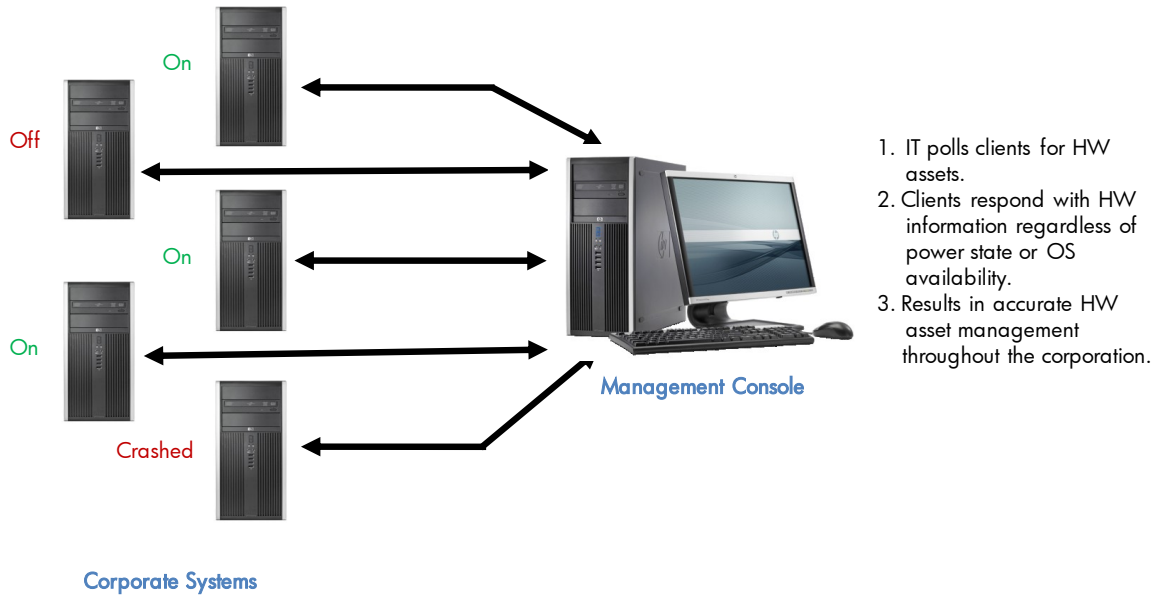 On
Off
On
On
Crashed
Corporate Systems
Management Console
1. IT polls clients for HW
assets.
2. Clients respond with HW
information regardless of
power state or OS
availability.
3. Results in accurate HW
asset management
throughout the corporation.